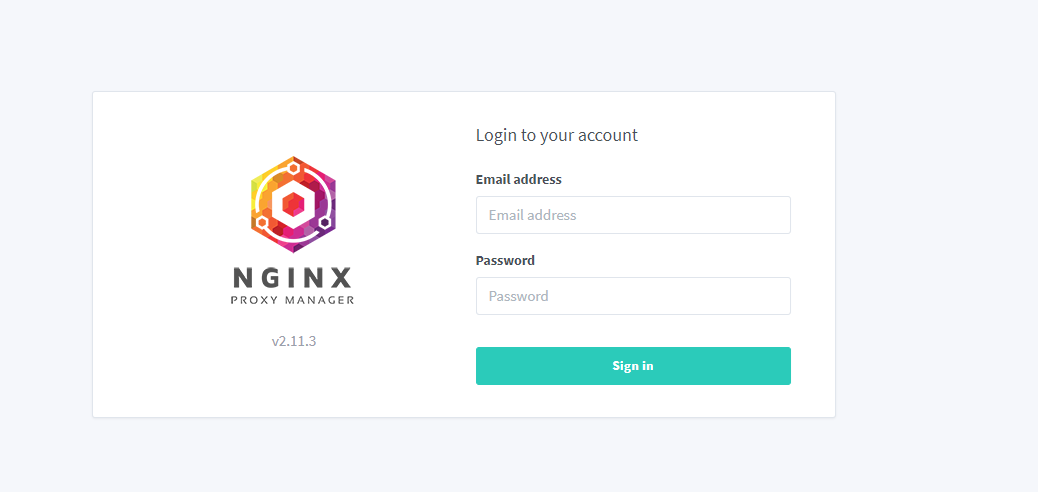 NGINX
PROXY MANAGER
v2.11.3
Login to your account
Email address
Email address
Password
Password
Sign in